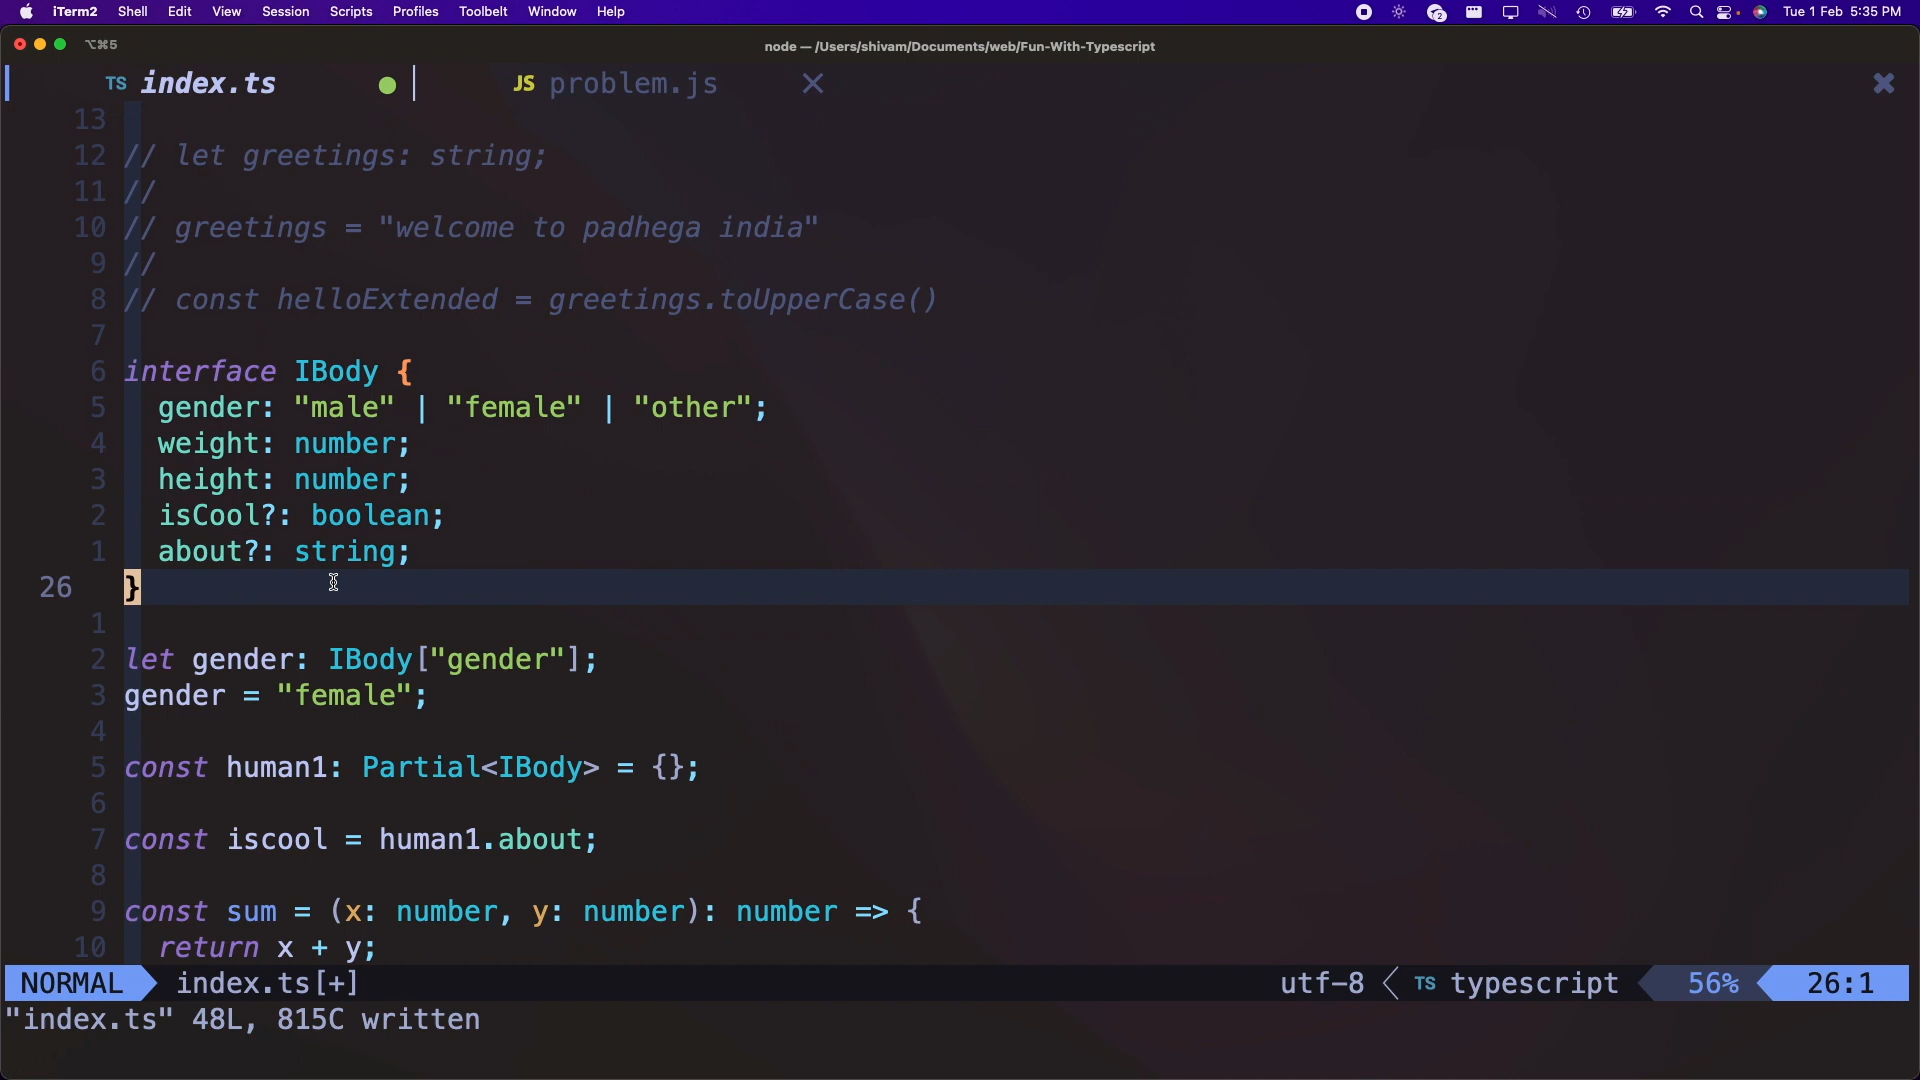 iTerm2 Shell Edit View Session Scripts Profiles Toolbelt Window Help 2 Tue 1 Feb 5:35 PM
⌥⌘5 node — /Users/shivam/Documents/web/Fun-With-Typescript
TS index.ts JS problem.js
13
12 // let greetings: string;
11 //
10 // greetings = "welcome to padhega india"
9 //
8 // const helloExtended = greetings.toUpperCase()
7
6 interface IBody {
5 gender: "male" | "female" | "other";
4 weight: number;
3 height: number;
2 isCool?: boolean;
1 about?: string;
26 }
1
2 let gender: IBody["gender"];
3 gender = "female";
4
5 const human1: Partial<IBody> = {};
6
7 const iscool = human1.about;
8
9 const sum = (x: number, y: number): number => {
10 return x + y;
NORMAL index.ts[+] utf-8 TS typescript 56% 26:1
"index.ts" 48L, 815C written